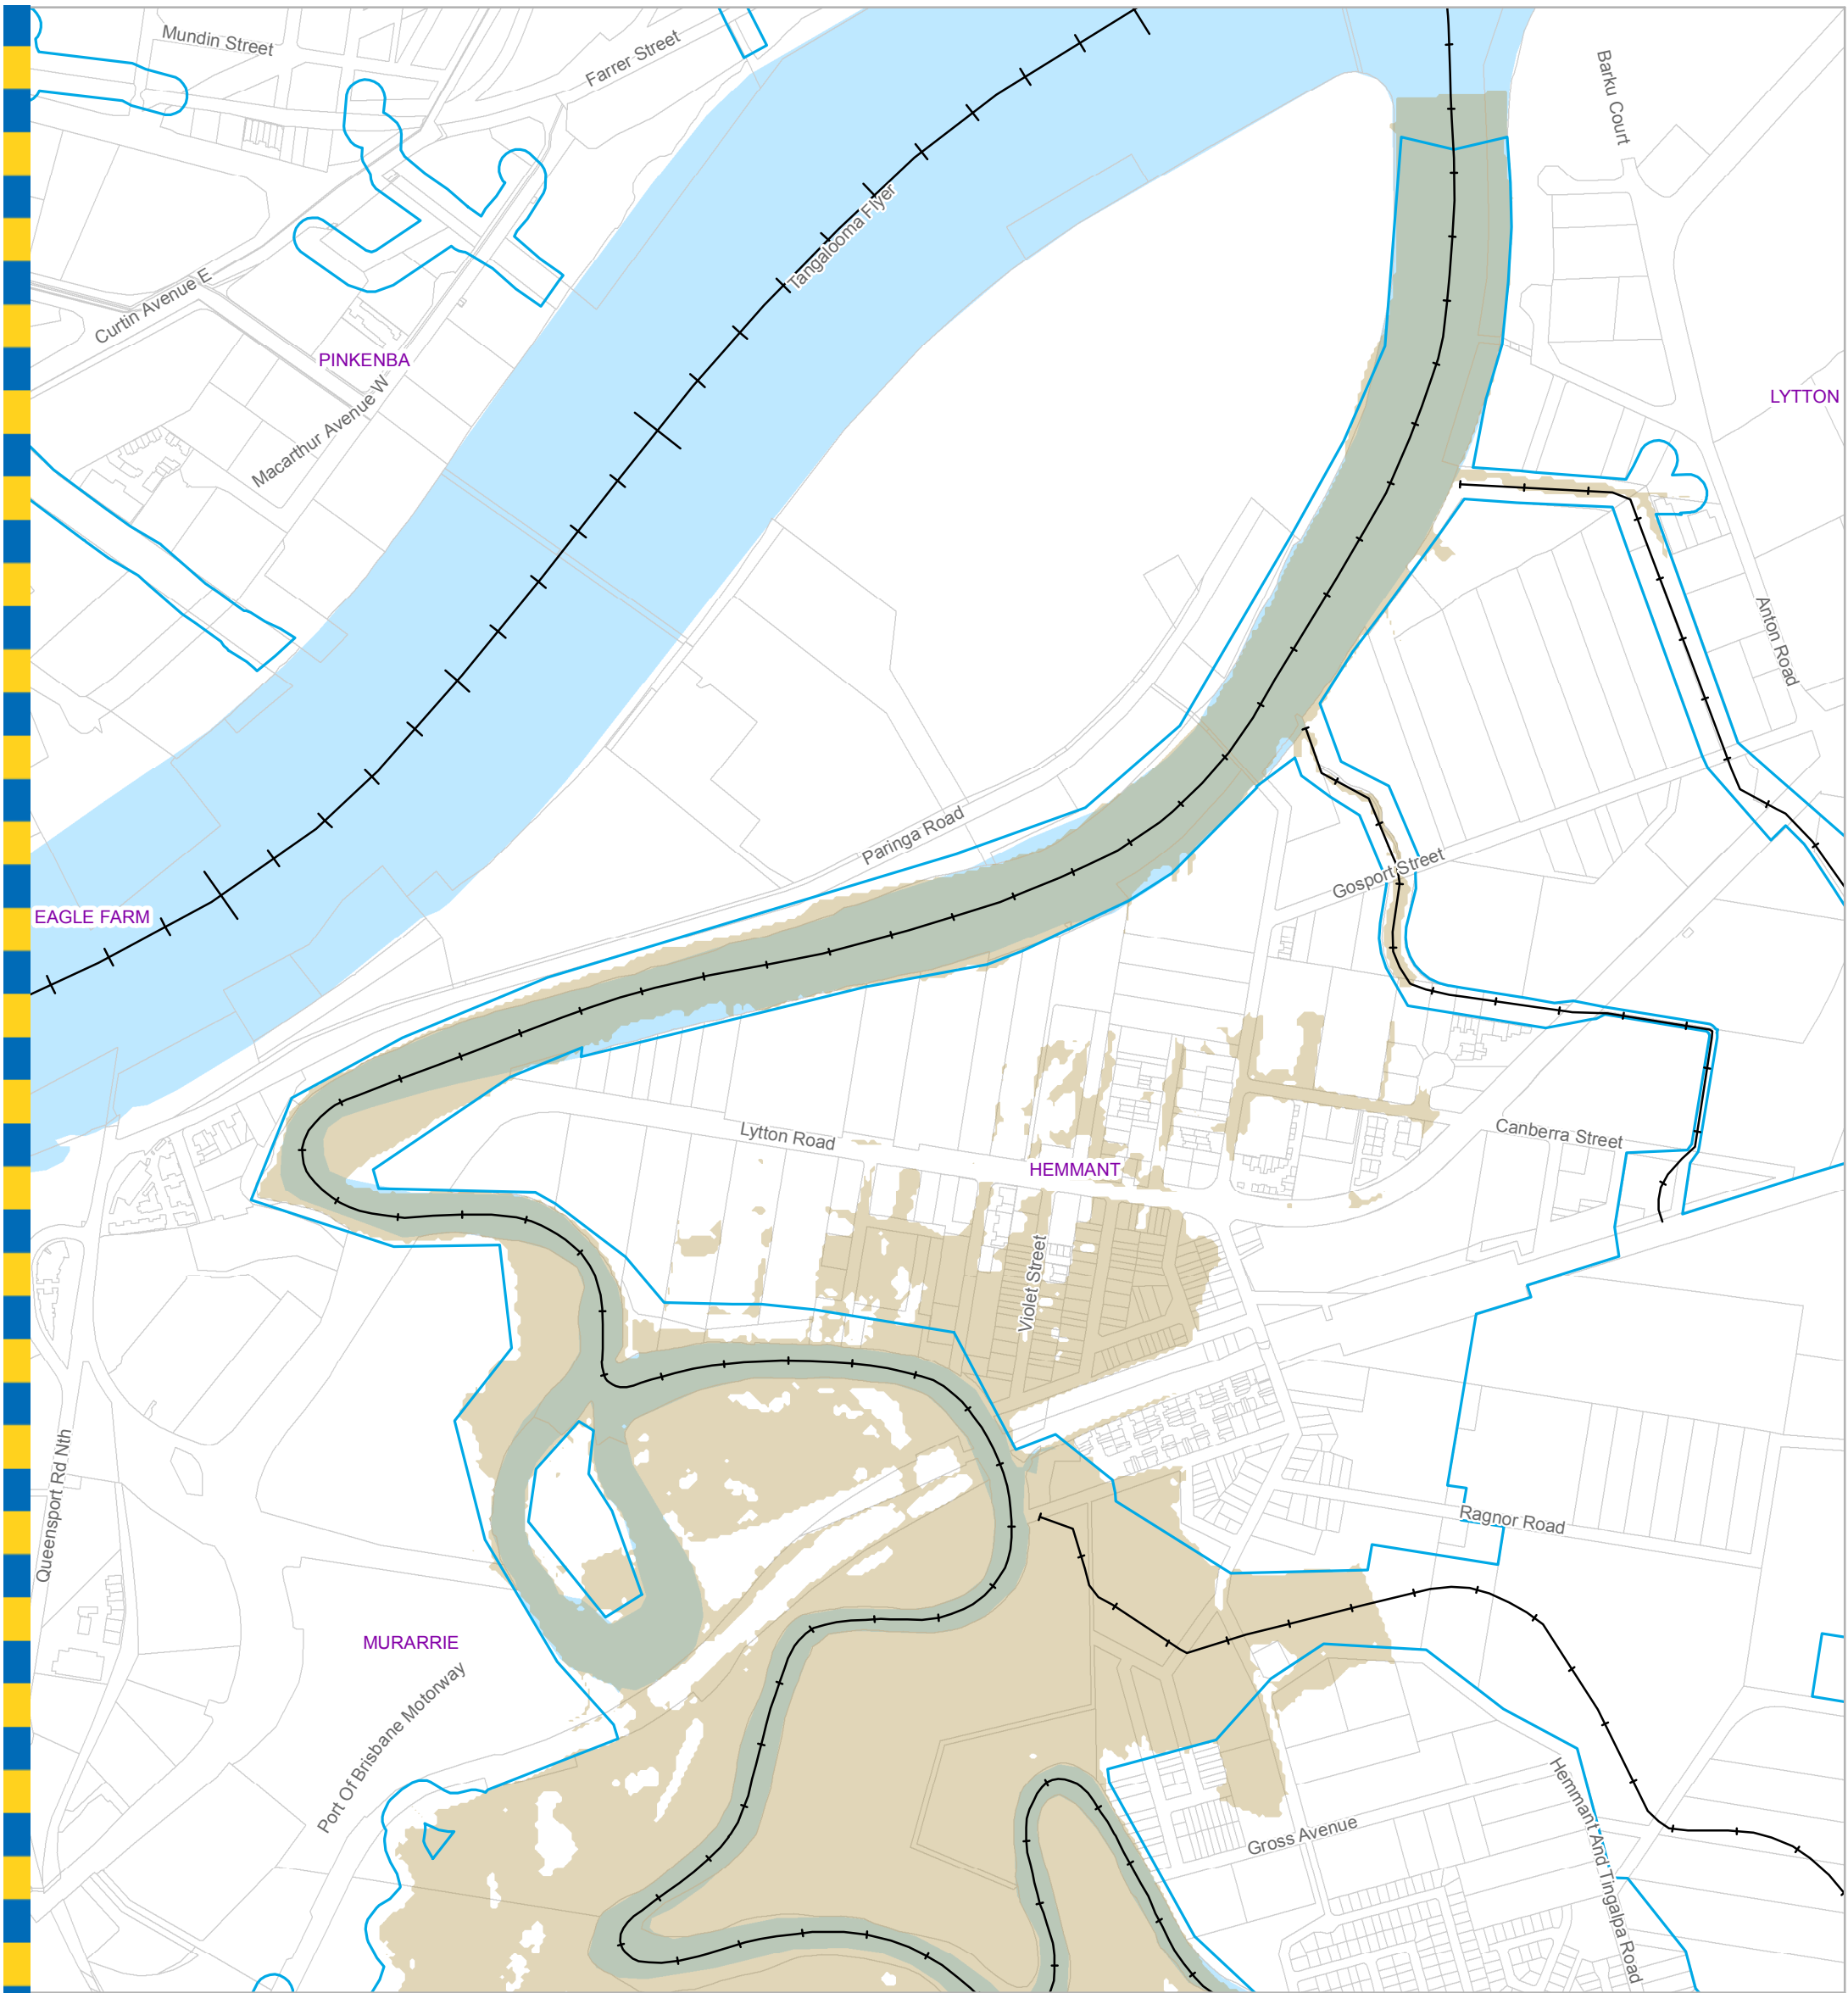 Mundin Street
Farrer Street
Barku Court
Tangalooma Flyer
Curtin Avenue E
PINKENBA
LYTTON
Macarthur Avenue W
Anton Road
Paringa Road
Gosport Street
EAGLE FARM
Lytton Road
Canberra Street
HEMMANT
Violet Street
Queensport Rd Nth
Ragnor Road
MURARRIE
Port Of Brisbane Motorway
Gross Avenue
Hemmant And Tingalpa Road